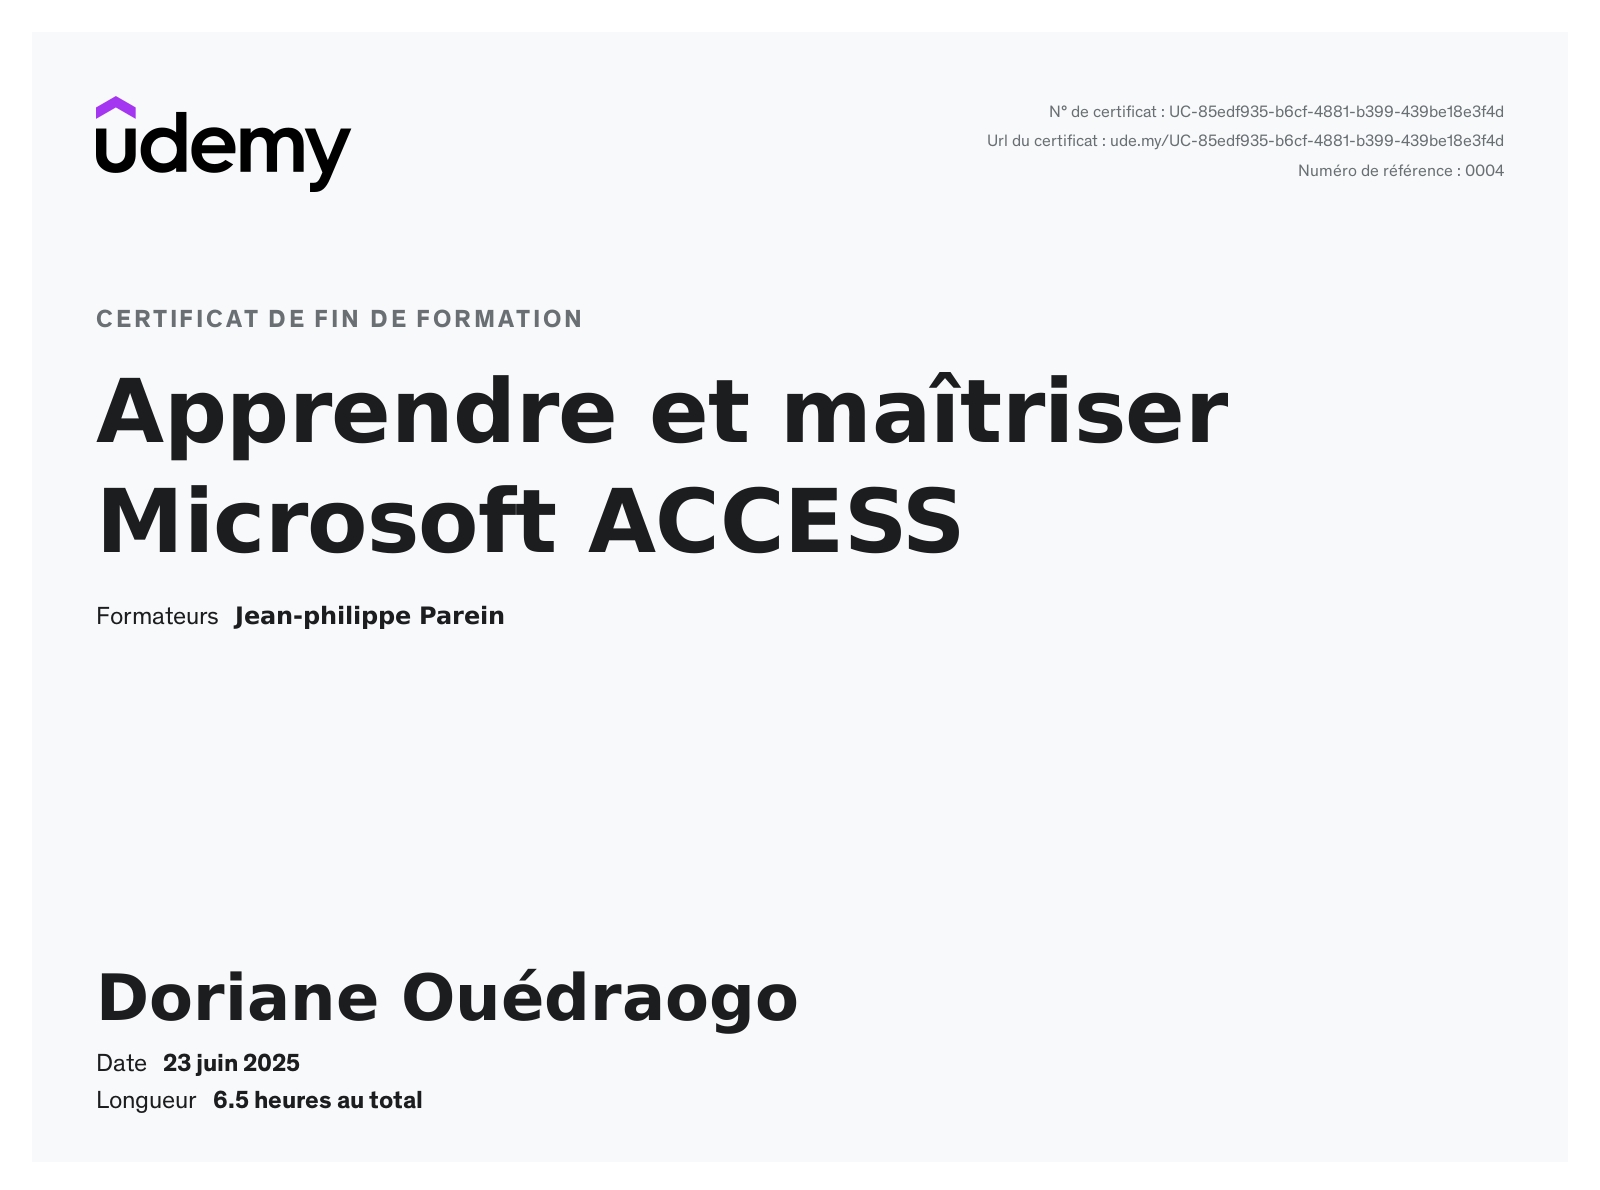 udemy
N° de certificat : UC-85edf935-b6cf-4881-b399-439be18e3f4d
Url du certificat : ude.my/UC-85edf935-b6cf-4881-b399-439be18e3f4d
Numéro de référence : 0004
CERTIFICAT DE FIN DE FORMATION
Apprendre et maîtriser
Microsoft ACCESS
Formateurs Jean-philippe Parein
Doriane Ouédraogo
Date 23 juin 2025
Longueur 6.5 heures au total